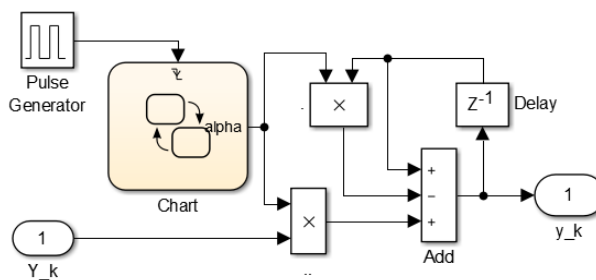 Pulse
Generator
alpha
Chart
×
Z-1
Delay
×
+
−
+
Add
1
Y_k
1
y_k